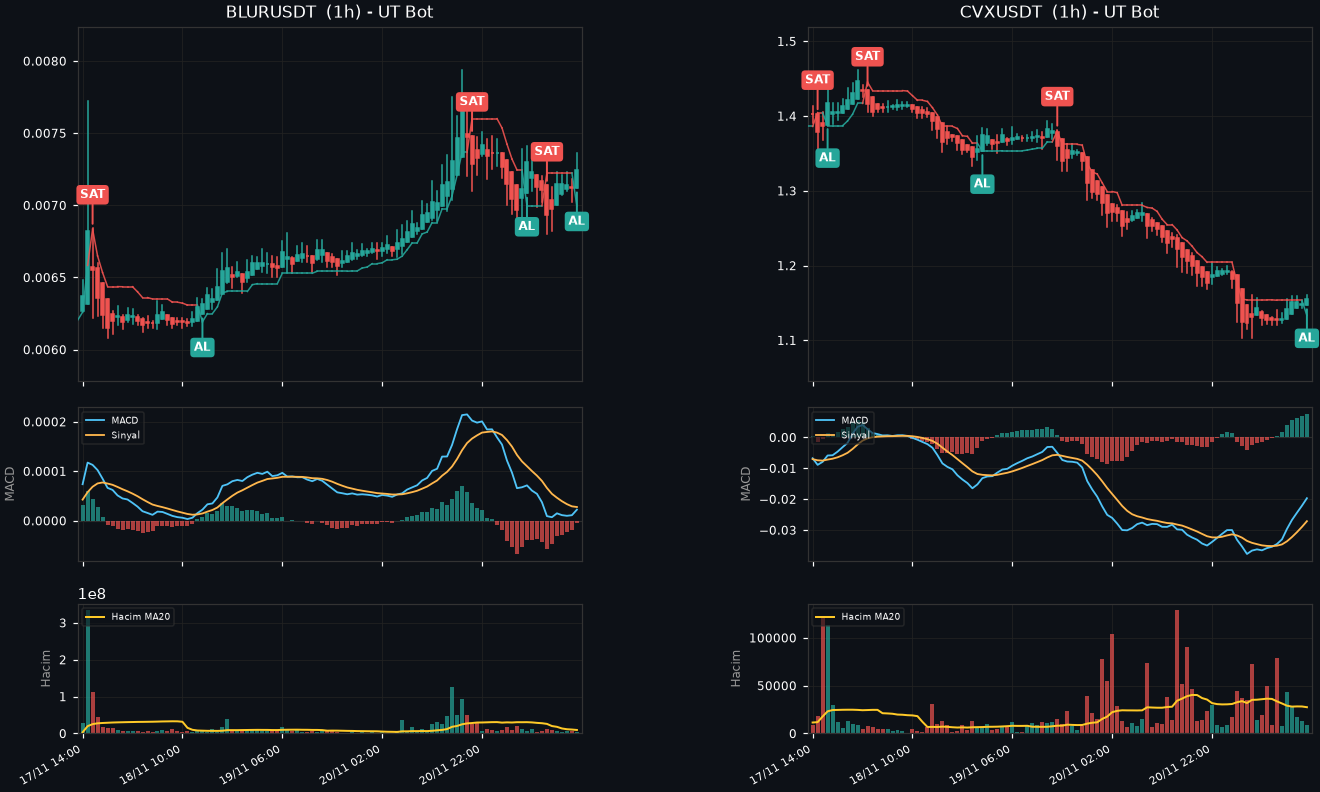 BLURUSDT  (1h) - UT Bot
0.0080
0.0075
0.0070
0.0065
0.0060
SAT
AL
SAT
AL
SAT
AL
MACD
0.0002
0.0001
0.0000
MACD
Sinyal
1e8
Hacim
3
2
1
0
Hacim MA20
17/11 14:00
18/11 10:00
19/11 06:00
20/11 02:00
20/11 22:00
CVXUSDT  (1h) - UT Bot
1.5
1.4
1.3
1.2
1.1
SAT
AL
SAT
AL
SAT
AL
MACD
0.00
−0.01
−0.02
−0.03
MACD
Sinyal
Hacim
100000
50000
0
Hacim MA20
17/11 14:00
18/11 10:00
19/11 06:00
20/11 02:00
20/11 22:00